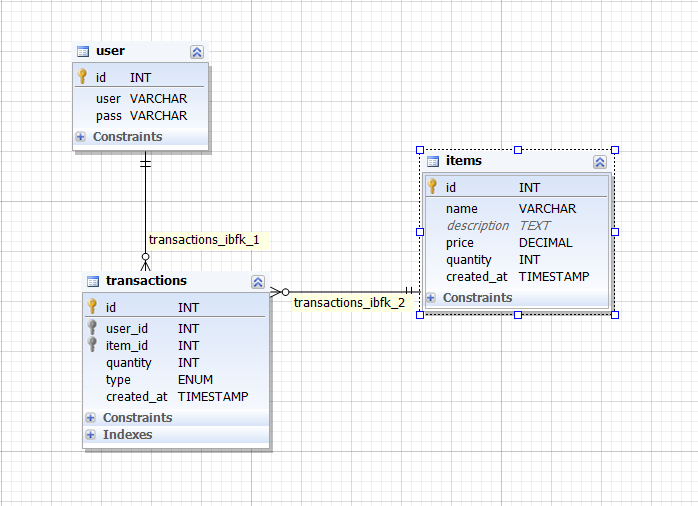 user
id INT
user VARCHAR
pass VARCHAR
Constraints
transactions_ibfk_1
items
id INT
name VARCHAR
description TEXT
price DECIMAL
quantity INT
created_at TIMESTAMP
Constraints
transactions_ibfk_2
transactions
id INT
user_id INT
item_id INT
quantity INT
type ENUM
created_at TIMESTAMP
Constraints
Indexes